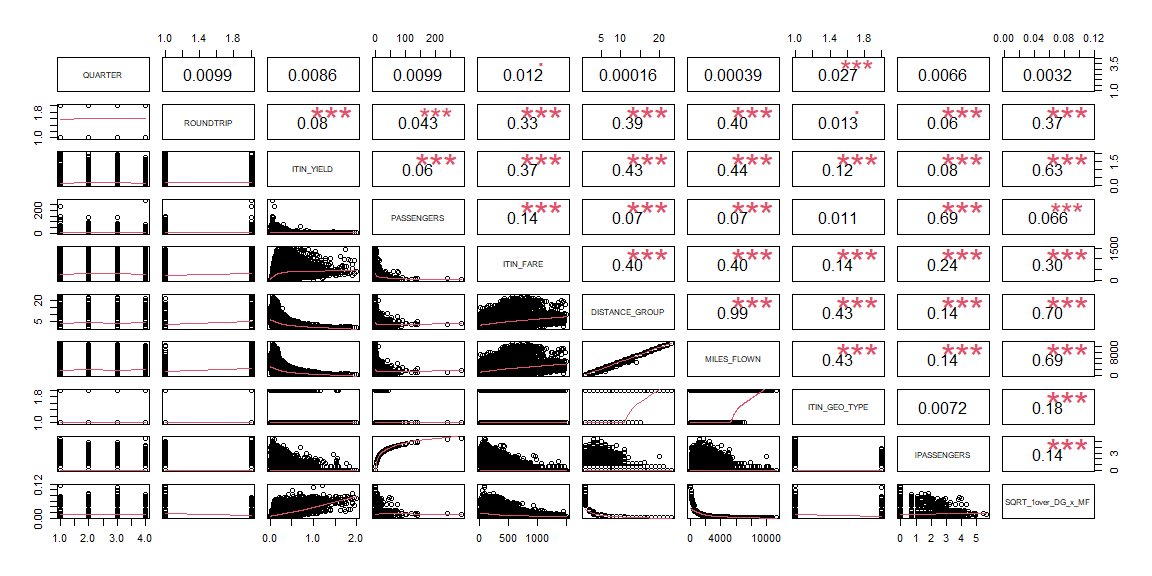 1.0 1.4 1.8 0 100 200 5 10 20 1.0 1.4 1.8 0.00 0.04 0.08 0.12
QUARTER 0.0099 0.0086 0.0099 0.012 . 0.00016 0.00039 0.027 *** 0.0066 0.0032 1.0 3.5
1.0 1.8 ROUNDTRIP 0.08 *** 0.043 *** 0.33 *** 0.39 *** 0.40 *** 0.013 . 0.06 *** 0.37 ***
ITIN_YIELD 0.06 *** 0.37 *** 0.43 *** 0.44 *** 0.12 *** 0.08 *** 0.63 *** 0.0 1.5
0 200 PASSENGERS 0.14 *** 0.07 *** 0.07 *** 0.011 0.69 *** 0.066 ***
ITIN_FARE 0.40 *** 0.40 *** 0.14 *** 0.24 *** 0.30 *** 0 1500
5 20 DISTANCE_GROUP 0.99 *** 0.43 *** 0.14 *** 0.70 ***
MILES_FLOWN 0.43 *** 0.14 *** 0.69 *** 0 8000
1.0 1.8 ITIN_GEO_TYPE 0.0072 0.18 ***
IPASSENGERS 0.14 *** 0 3
0.00 0.12 SQRT_1over_DG_x_MF
1.0 2.0 3.0 4.0 0.0 1.0 2.0 0 500 1000 0 4000 10000 0 1 2 3 4 5